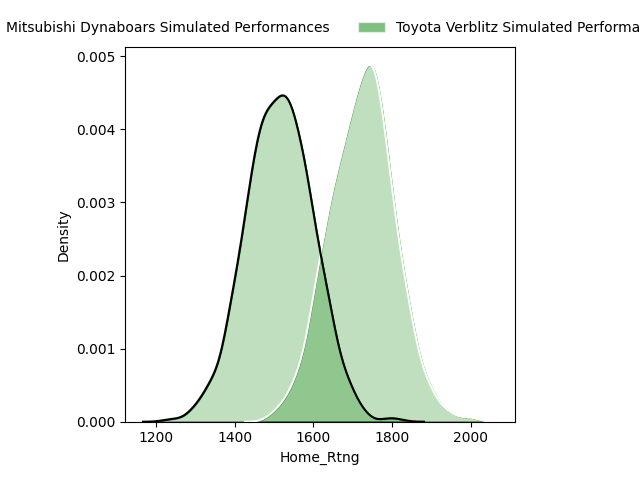 Mitsubishi Dynaboars Simulated Performances Toyota Verblitz Simulated Performa
0.005
0.004
0.003
0.002
0.001
0.000
Density
1200 1400 1600 1800 2000
Home_Rtng